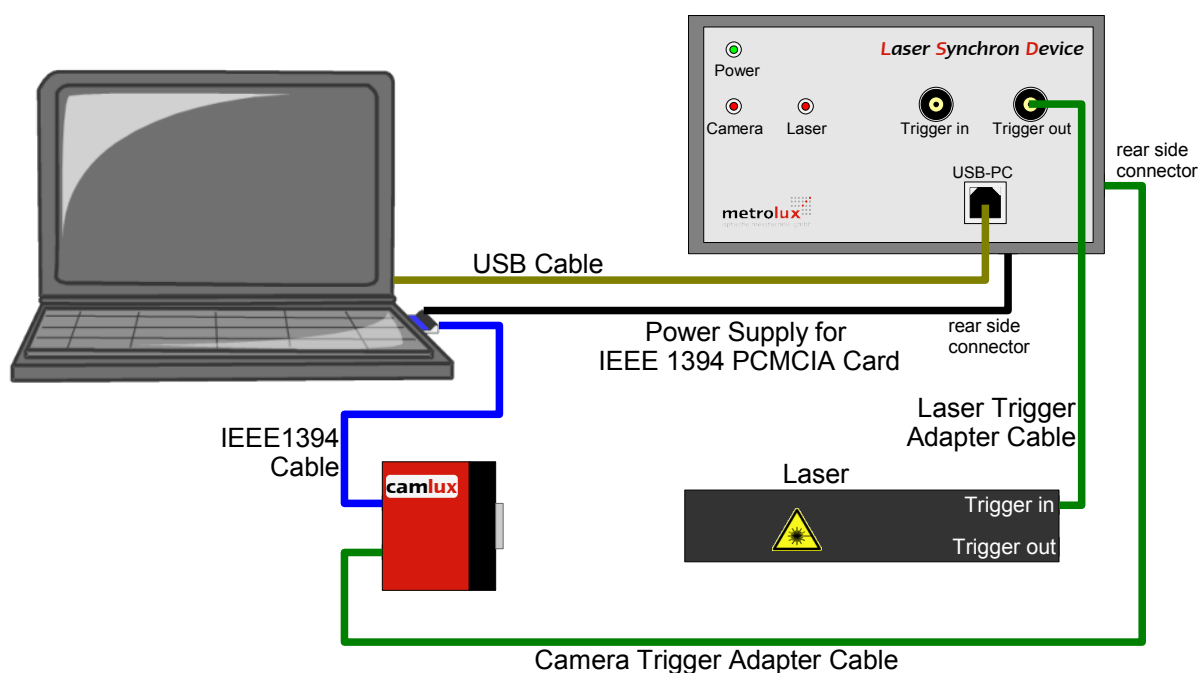 Laser Synchron Device
Power
Camera
Laser
Trigger in
Trigger out
rear side
connector
USB-PC
metrolux
USB Cable
Power Supply for
IEEE 1394 PCMCIA Card
rear side
connector
Laser Trigger
Adapter Cable
IEEE1394
Cable
camlux
Laser
Trigger in
Trigger out
Camera Trigger Adapter Cable